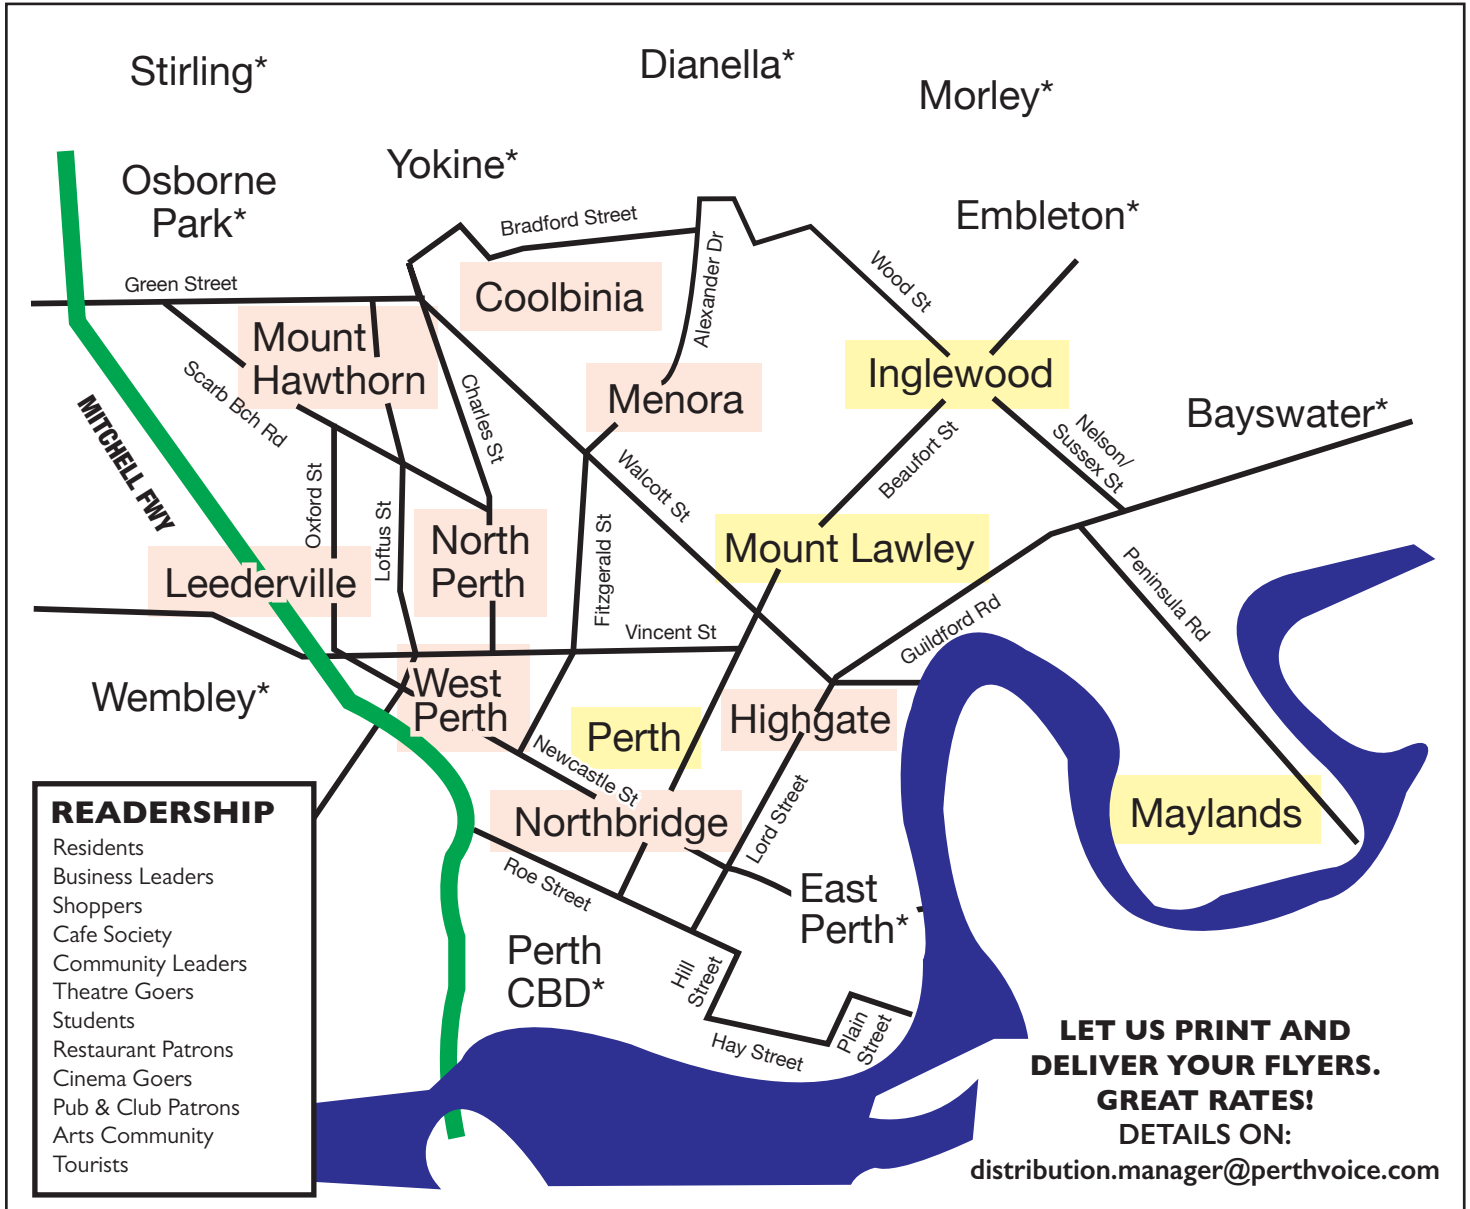 Stirling*
Dianella*
Morley*
Yokine*
Osborne
Park*
Embleton*
Bradford Street
Green Street
Alexander Dr
Wood St
Coolbinia
Mount
Hawthorn
Scarb Bch Rd
Charles St
Menora
Inglewood
Bayswater*
MITCHELL FWY
Oxford St
Loftus St
Walcott St
Beaufort St
Nelson/
Sussex St
North
Perth
Fitzgerald St
Mount Lawley
Leederville
Peninsula Rd
Vincent St
Guildford Rd
Wembley*
West
Perth
Perth
Highgate
Newcastle St
Northbridge
Lord Street
Maylands
Roe Street
East
Perth*
Perth
CBD*
Hill
Street
Hay Street
Plain
Street
READERSHIP
Residents
Business Leaders
Shoppers
Cafe Society
Community Leaders
Theatre Goers
Students
Restaurant Patrons
Cinema Goers
Pub & Club Patrons
Arts Community
Tourists
LET US PRINT AND
DELIVER YOUR FLYERS.
GREAT RATES!
DETAILS ON:
distribution.manager@perthvoice.com